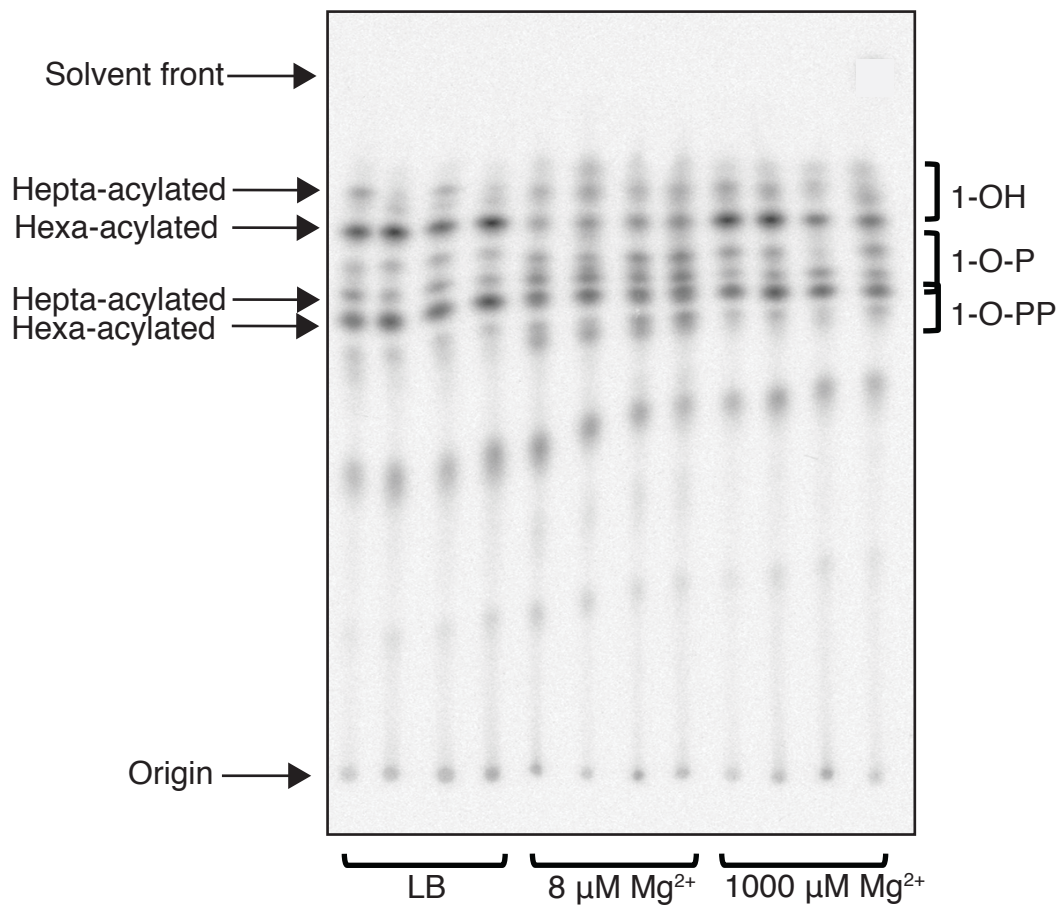 Solvent front
Hepta-acylated
Hexa-acylated
Hepta-acylated
Hexa-acylated
Origin
1-OH
1-O-P
1-O-PP
LB
8 µM Mg²⁺
1000 µM Mg²⁺